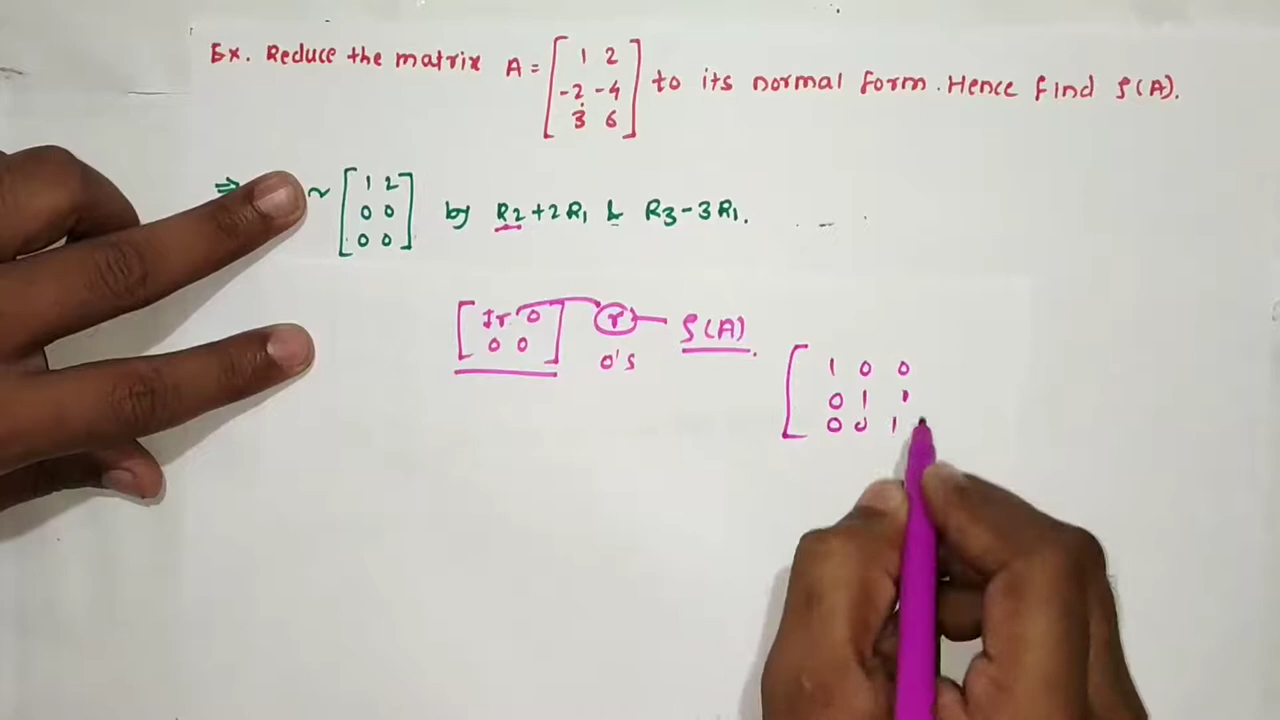 Ex. Reduce the matrix A = [ 1 2 ; -2 -4 ; 3 6 ] to its normal form. Hence find ρ(A).
⇒ ~ [ 1 2 ; 0 0 ; 0 0 ] by R2+2R1 & R3-3R1.
[ Ir 0 ; 0 0 ] r — ρ(A).
0's
[ 1 0 0
0 1
0 0 1